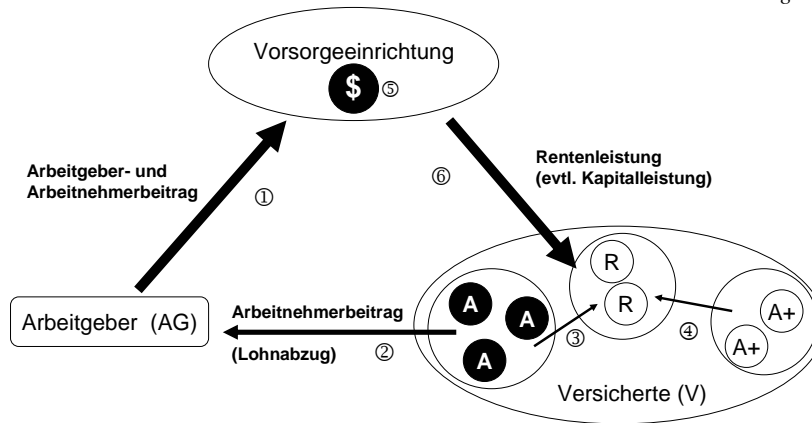 g
Vorsorgeeinrichtung
$ ⑤
Arbeitgeber- und
Arbeitnehmerbeitrag
①
⑥
Rentenleistung
(evtl. Kapitalleistung)
Arbeitgeber (AG)
Arbeitnehmerbeitrag
(Lohnabzug)
②
A
A
A
③
R
R
④
A+
A+
Versicherte (V)